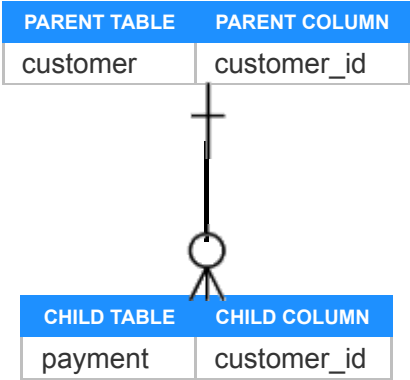 PARENT TABLE PARENT COLUMN
customer customer_id
CHILD TABLE CHILD COLUMN
payment customer_id